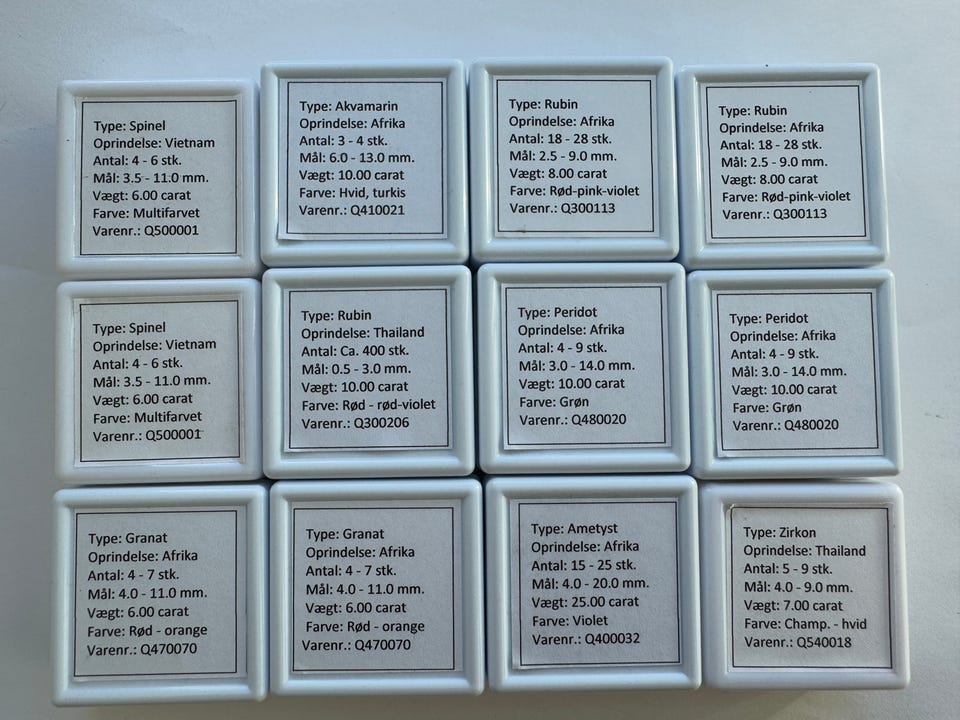 Type: Spinel
Oprindelse: Vietnam
Antal: 4 - 6 stk.
Mål: 3.5 - 11.0 mm.
Vægt: 6.00 carat
Farve: Multifarvet
Varenr.: Q500001
Type: Akvamarin
Oprindelse: Afrika
Antal: 3 - 4 stk.
Mål: 6.0 - 13.0 mm.
Vægt: 10.00 carat
Farve: Hvid, turkis
Varenr.: Q410021
Type: Rubin
Oprindelse: Afrika
Antal: 18 - 28 stk.
Mål: 2.5 - 9.0 mm.
Vægt: 8.00 carat
Farve: Rød-pink-violet
Varenr.: Q300113
Type: Rubin
Oprindelse: Afrika
Antal: 18 - 28 stk.
Mål: 2.5 - 9.0 mm.
Vægt: 8.00 carat
Farve: Rød-pink-violet
Varenr.: Q300113
Type: Spinel
Oprindelse: Vietnam
Antal: 4 - 6 stk.
Mål: 3.5 - 11.0 mm.
Vægt: 6.00 carat
Farve: Multifarvet
Varenr.: Q500001
Type: Rubin
Oprindelse: Thailand
Antal: Ca. 400 stk.
Mål: 0.5 - 3.0 mm.
Vægt: 10.00 carat
Farve: Rød - rød-violet
Varenr.: Q300206
Type: Peridot
Oprindelse: Afrika
Antal: 4 - 9 stk.
Mål: 3.0 - 14.0 mm.
Vægt: 10.00 carat
Farve: Grøn
Varenr.: Q480020
Type: Peridot
Oprindelse: Afrika
Antal: 4 - 9 stk.
Mål: 3.0 - 14.0 mm.
Vægt: 10.00 carat
Farve: Grøn
Varenr.: Q480020
Type: Granat
Oprindelse: Afrika
Antal: 4 - 7 stk.
Mål: 4.0 - 11.0 mm.
Vægt: 6.00 carat
Farve: Rød - orange
Varenr.: Q470070
Type: Granat
Oprindelse: Afrika
Antal: 4 - 7 stk.
Mål: 4.0 - 11.0 mm.
Vægt: 6.00 carat
Farve: Rød - orange
Varenr.: Q470070
Type: Ametyst
Oprindelse: Afrika
Antal: 15 - 25 stk.
Mål: 4.0 - 20.0 mm.
Vægt: 25.00 carat
Farve: Violet
Varenr.: Q400032
Type: Zirkon
Oprindelse: Thailand
Antal: 5 - 9 stk.
Mål: 4.0 - 9.0 mm.
Vægt: 7.00 carat
Farve: Champ. - hvid
Varenr.: Q540018